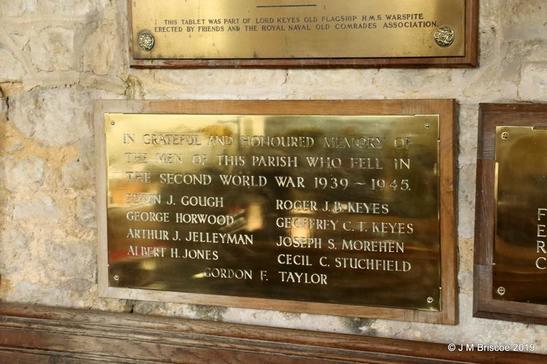 THIS TABLET WAS PART OF LORD KEYES OLD FLAGSHIP H.M.S. WARSPITE
ERECTED BY FRIENDS AND THE ROYAL NAVAL OLD COMRADES ASSOCIATION.
IN GRATEFUL AND HONOURED MEMORY OF
THE MEN OF THIS PARISH WHO FELL IN
THE SECOND WORLD WAR 1939~1945.
J. GOUGH
GEORGE HORWOOD
ARTHUR J. JELLEYMAN
ALBERT H. JONES
ROGER J.B. KEYES
GEOFFREY C.T. KEYES
JOSEPH S. MOREHEN
CECIL C. STUCHFIELD
GORDON F. TAYLOR
© J M Briscoe 2019